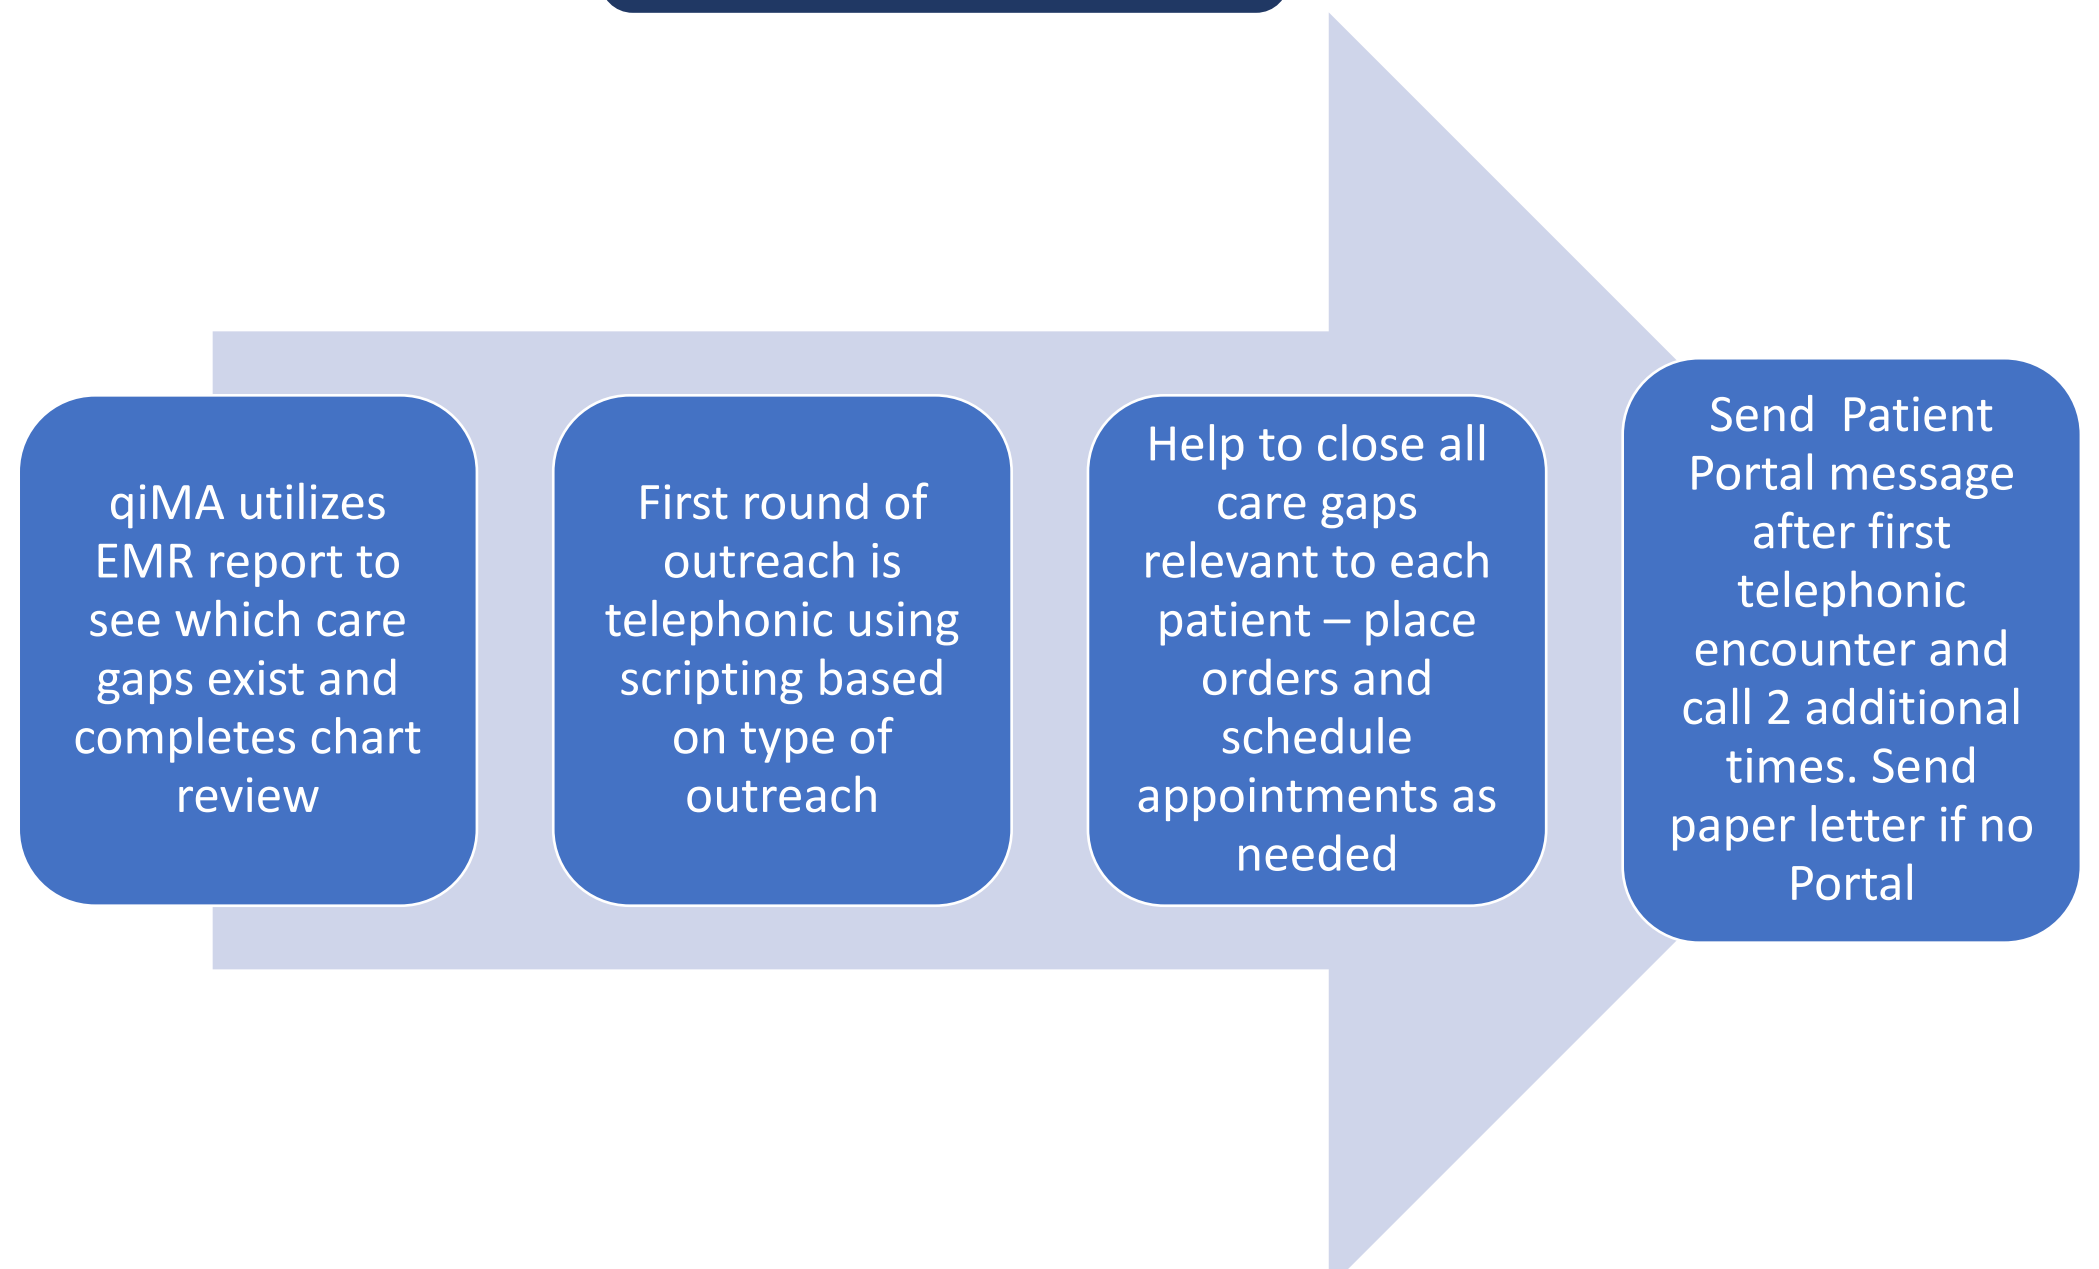 qiMA utilizes
EMR report to
see which care
gaps exist and
completes chart
review
First round of
outreach is
telephonic using
scripting based
on type of
outreach
Help to close all
care gaps
relevant to each
patient – place
orders and
schedule
appointments as
needed
Send  Patient
Portal message
after first
telephonic
encounter and
call 2 additional
times. Send
paper letter if no
Portal